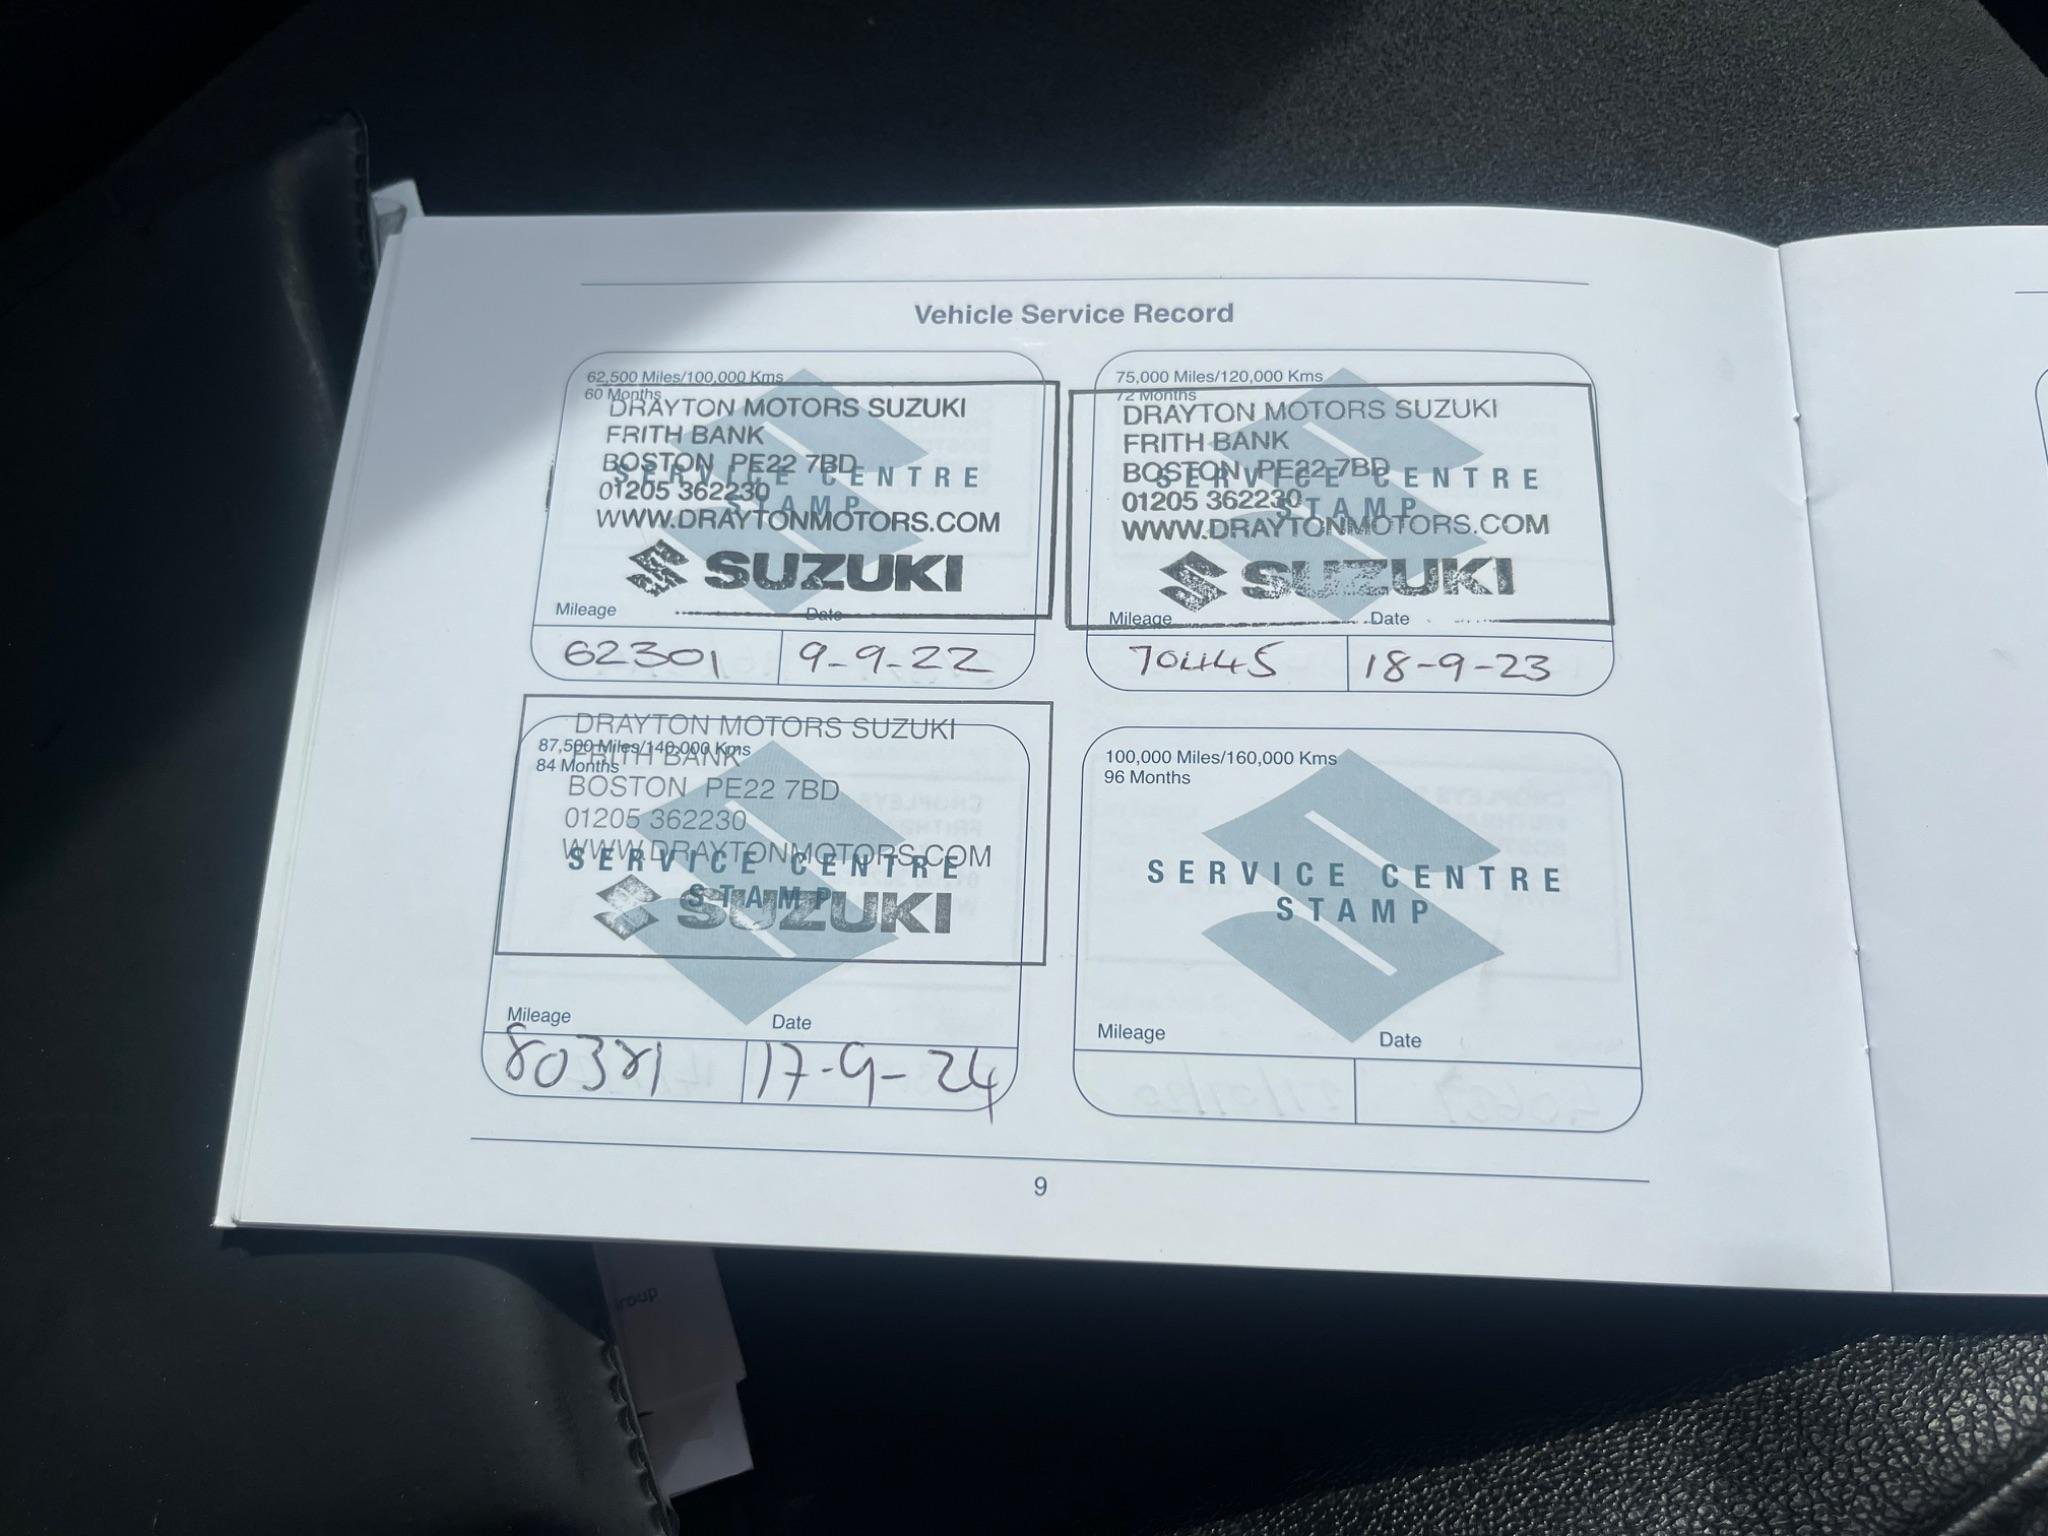 Vehicle Service Record
62,500 Miles/100,000 Kms
60 Months
DRAYTON MOTORS SUZUKI
FRITH BANK
BOSTON PE22 7BD
01205 362230
WWW.DRAYTONMOTORS.COM
SERVICE CENTRE
STAMP
SUZUKI
Mileage Date
62301 9-9-22
75,000 Miles/120,000 Kms
72 Months
DRAYTON MOTORS SUZUKI
FRITH BANK
BOSTON PE22 7BD
01205 362230
WWW.DRAYTONMOTORS.COM
SERVICE CENTRE
STAMP
SUZUKI
Mileage Date
70445 18-9-23
87,500 Miles/140,000 Kms
84 Months
DRAYTON MOTORS SUZUKI
FRITH BANK
BOSTON PE22 7BD
01205 362230
WWW.DRAYTONMOTORS.COM
SERVICE CENTRE
STAMP
SUZUKI
Mileage Date
80381 17-9-24
100,000 Miles/160,000 Kms
96 Months
SERVICE CENTRE
STAMP
Mileage Date
9